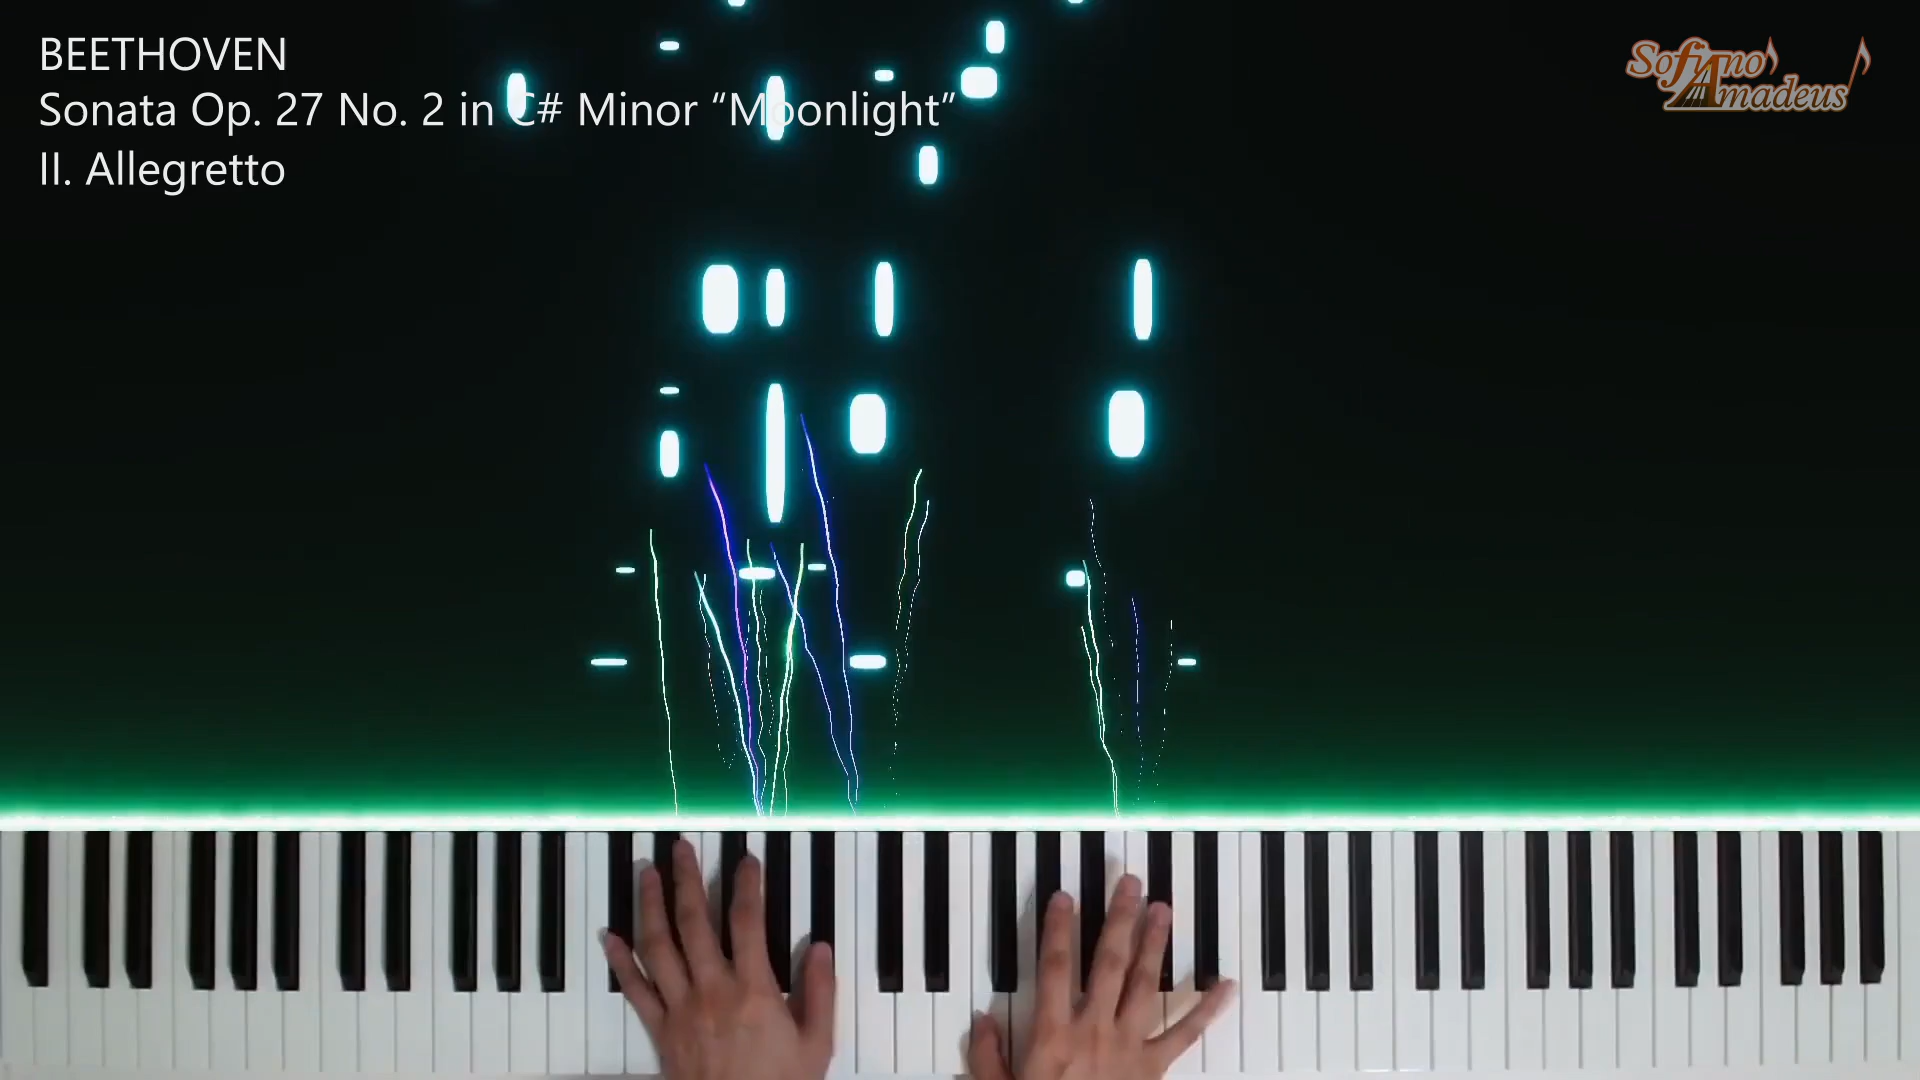 BEETHOVEN
Sonata Op. 27 No. 2 in C# Minor “Moonlight”
II. Allegretto
Sofiano
Amadeus